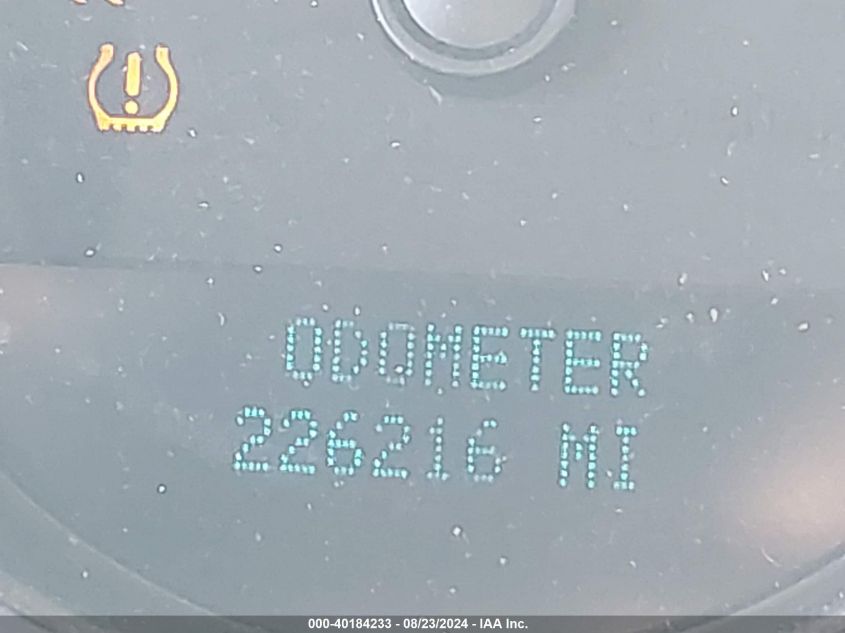 ODOMETER
226216 MI
000-40184233 - 08/23/2024 - IAA Inc.